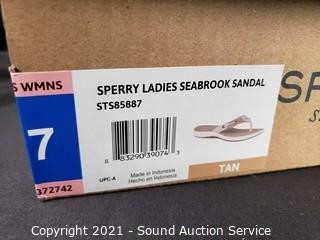 S WMNS
7
372742
SPERRY LADIES SEABROOK SANDAL
STS85887
8 83290 39074 3
UPC-A
Made in Indonesia
Hecho en Indonesia
TAN
SP
S
Copyright © 2021 - Sound Auction Service